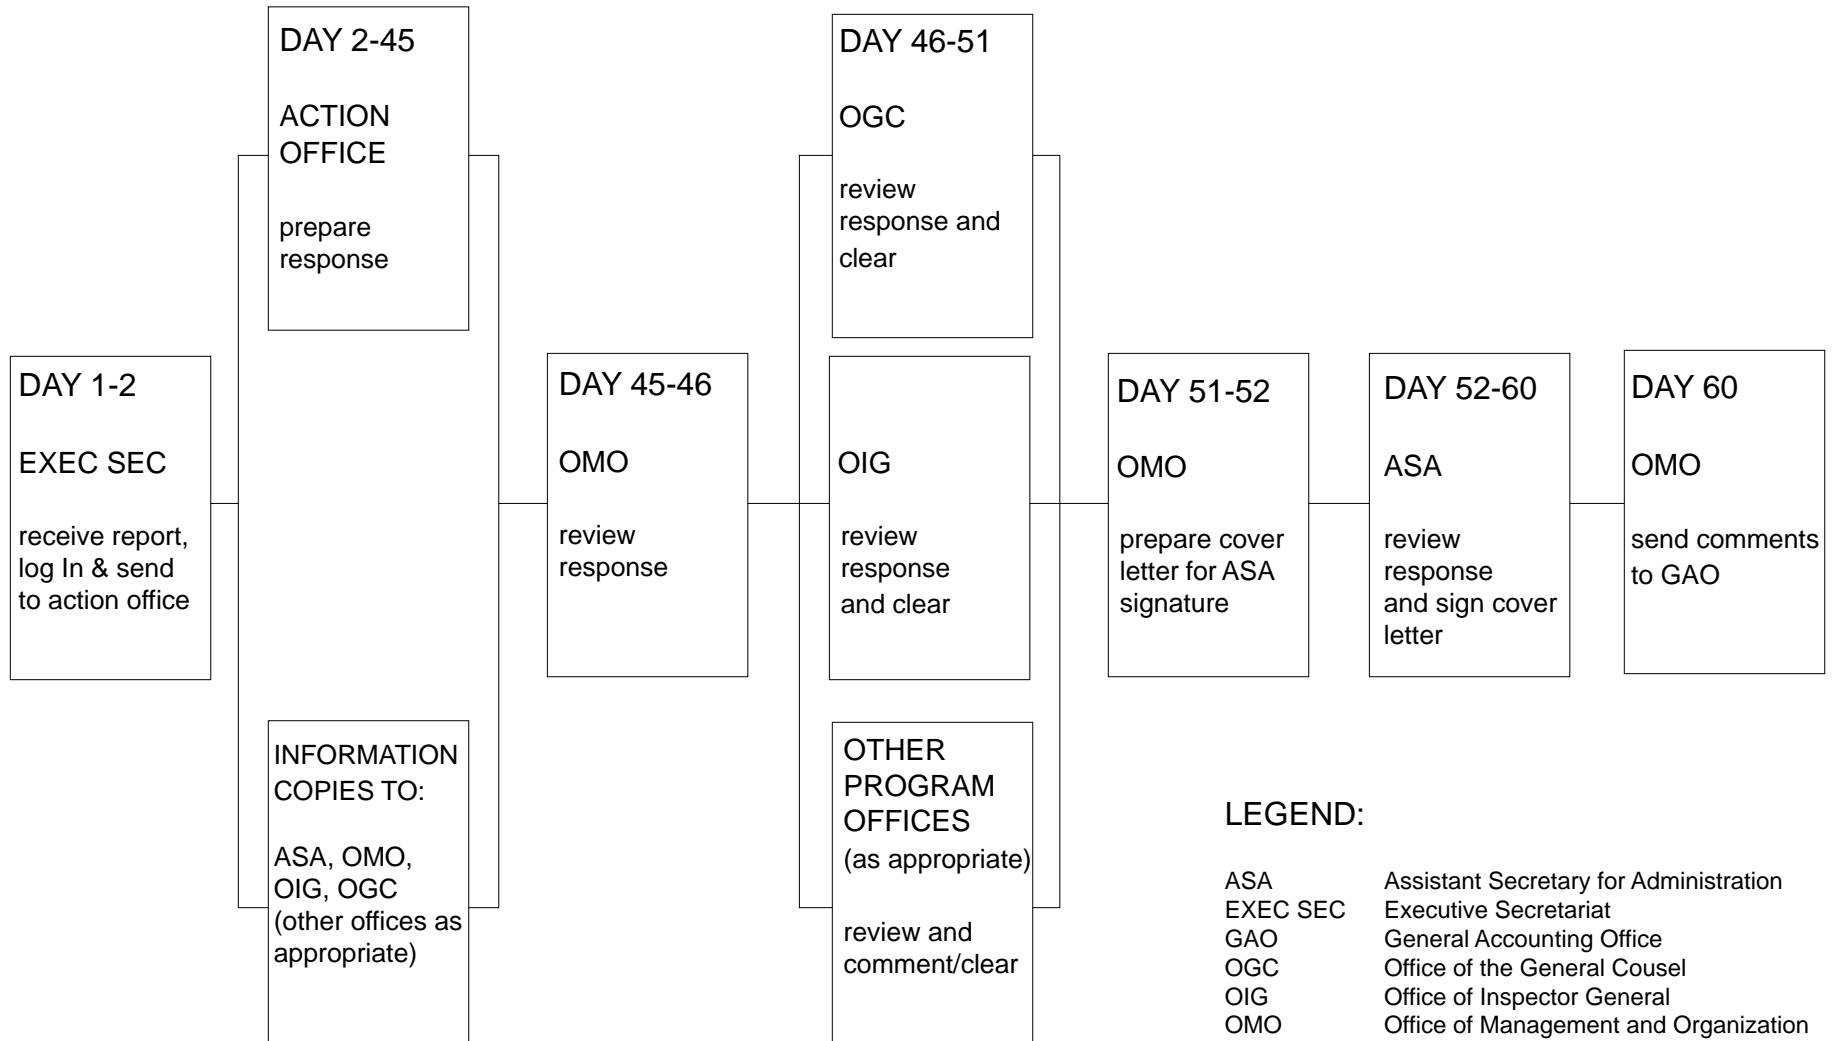 DAY 1-2
EXEC SEC
receive report,
log In & send
to action office
DAY 2-45
ACTION
OFFICE
prepare
response
INFORMATION
COPIES TO:
ASA, OMO,
OIG, OGC
(other offices as
appropriate)
DAY 45-46
OMO
review
response
DAY 46-51
OGC
review
response and
clear
OIG
review
response
and clear
OTHER
PROGRAM
OFFICES
(as appropriate)
review and
comment/clear
DAY 51-52
OMO
prepare cover
letter for ASA
signature
DAY 52-60
ASA
review
response
and sign cover
letter
DAY 60
OMO
send comments
to GAO
LEGEND:
ASA Assistant Secretary for Administration
EXEC SEC Executive Secretariat
GAO General Accounting Office
OGC Office of the General Cousel
OIG Office of Inspector General
OMO Office of Management and Organization